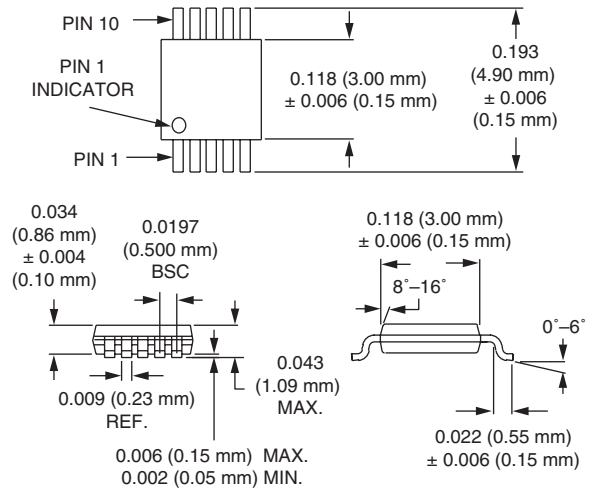 PIN 10
PIN 1
INDICATOR
PIN 1
0.118 (3.00 mm)
± 0.006 (0.15 mm)
0.193
(4.90 mm)
± 0.006
(0.15 mm)
0.034
(0.86 mm)
± 0.004
(0.10 mm)
0.0197
(0.500 mm)
BSC
0.009 (0.23 mm)
REF.
0.043
(1.09 mm)
MAX.
0.006 (0.15 mm) MAX.
0.002 (0.05 mm) MIN.
0.118 (3.00 mm)
± 0.006 (0.15 mm)
8°–16°
0°–6°
0.022 (0.55 mm)
± 0.006 (0.15 mm)